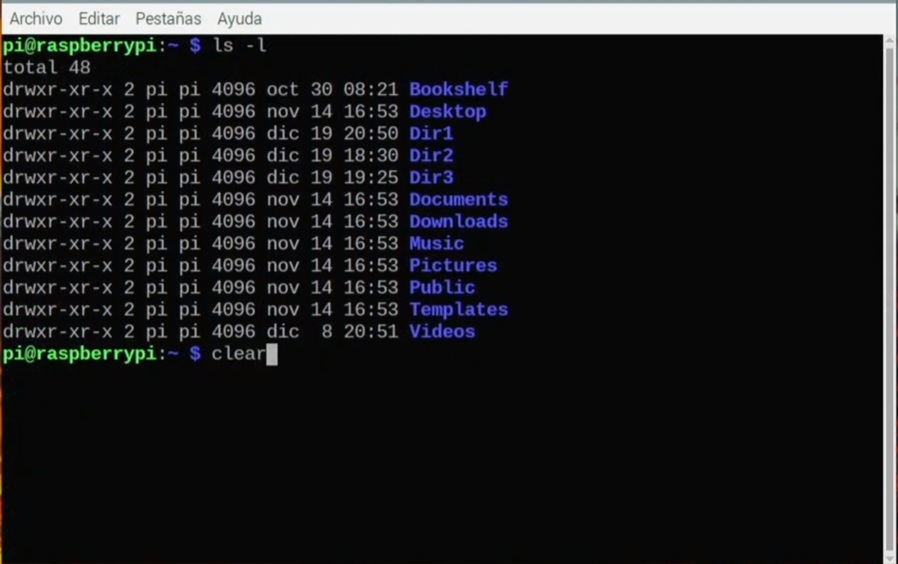 Archivo Editar Pestañas Ayuda
pi@raspberrypi:~ $ ls -l
total 48
drwxr-xr-x 2 pi pi 4096 oct 30 08:21 Bookshelf
drwxr-xr-x 2 pi pi 4096 nov 14 16:53 Desktop
drwxr-xr-x 2 pi pi 4096 dic 19 20:50 Dir1
drwxr-xr-x 2 pi pi 4096 dic 19 18:30 Dir2
drwxr-xr-x 2 pi pi 4096 dic 19 19:25 Dir3
drwxr-xr-x 2 pi pi 4096 nov 14 16:53 Documents
drwxr-xr-x 2 pi pi 4096 nov 14 16:53 Downloads
drwxr-xr-x 2 pi pi 4096 nov 14 16:53 Music
drwxr-xr-x 2 pi pi 4096 nov 14 16:53 Pictures
drwxr-xr-x 2 pi pi 4096 nov 14 16:53 Public
drwxr-xr-x 2 pi pi 4096 nov 14 16:53 Templates
drwxr-xr-x 2 pi pi 4096 dic  8 20:51 Videos
pi@raspberrypi:~ $ clear